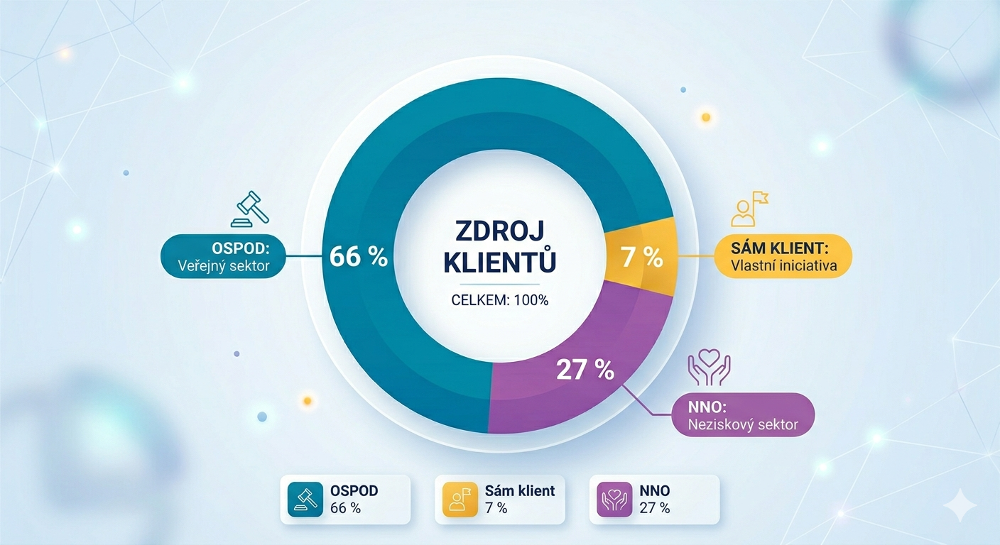 ZDROJ
KLIENTŮ
CELKEM: 100%
OSPOD:
Veřejný sektor
66 %
7 %
SÁM KLIENT:
Vlastní iniciativa
27 %
NNO:
Neziskový sektor
OSPOD
66 %
Sám klient
7 %
NNO
27 %